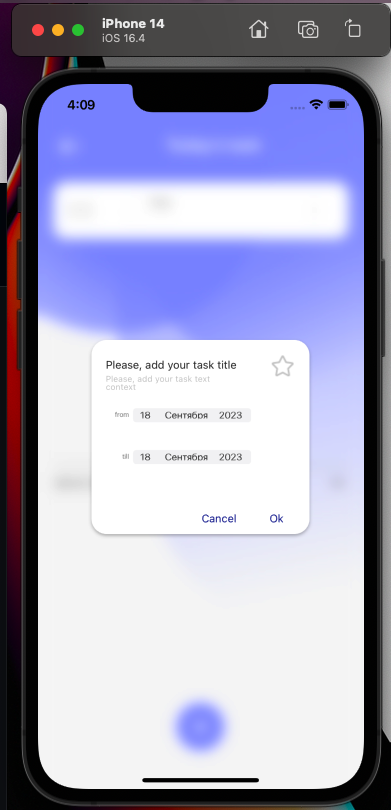 iPhone 14
iOS 16.4
4:09
Please, add your task title
Please, add your task text
context
from 18 Сентября 2023
till 18 Сентября 2023
Cancel Ok